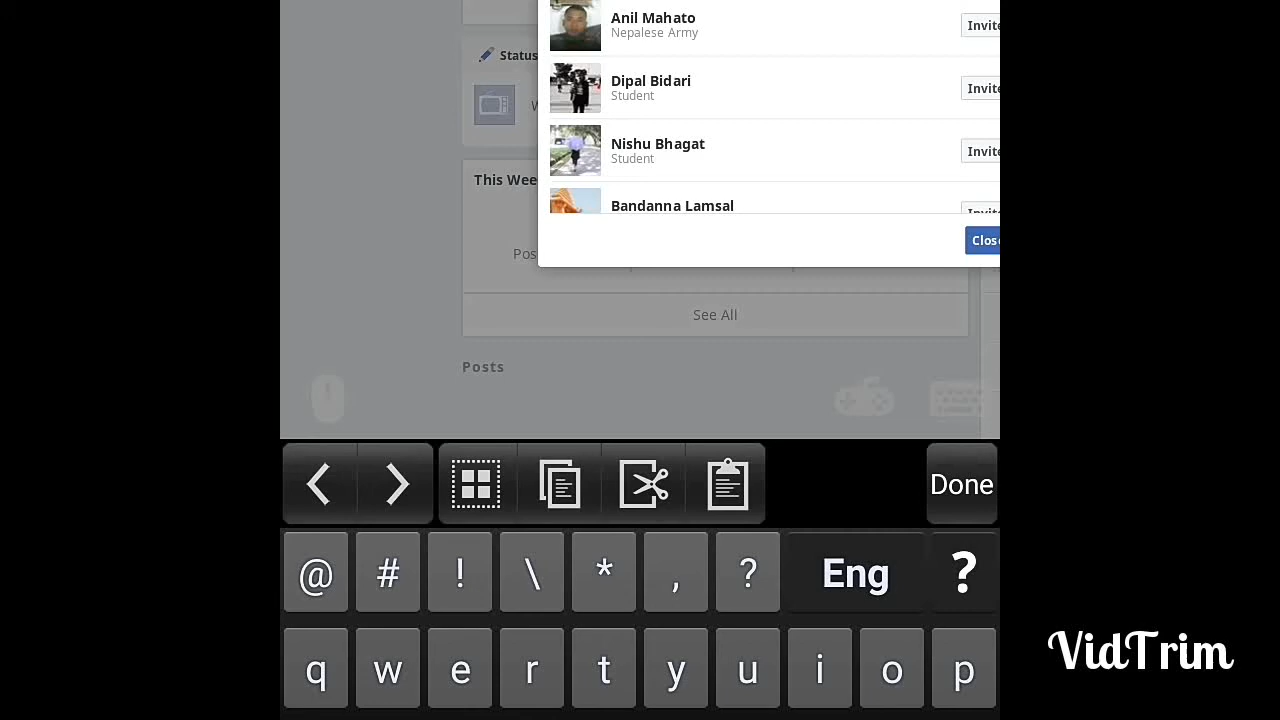 Anil Mahato
Nepalese Army
Invite
Status
Dipal Bidari
Student
Invite
W
Nishu Bhagat
Student
Invite
This Wee
Bandanna Lamsal
Invite
Close
Pos
See All
Posts
Done
@ # ! \ * , ? Eng ?
q w e r t y u i o p
VidTrim